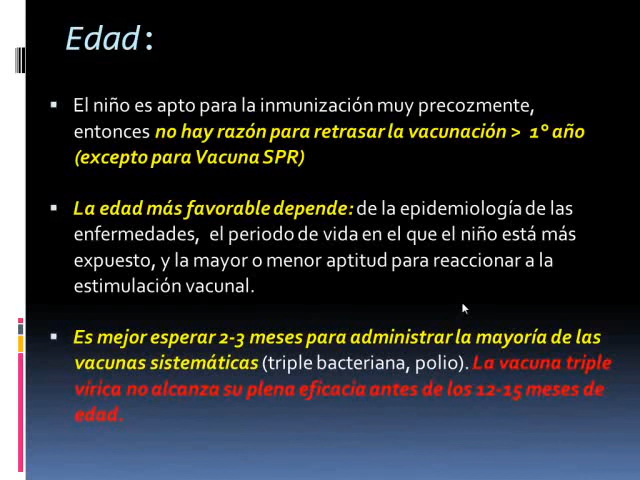 Edad:
El niño es apto para la inmunización muy precozmente,
entonces no hay razón para retrasar la vacunación > 1° año
(excepto para Vacuna SPR)
La edad más favorable depende: de la epidemiología de las
enfermedades, el periodo de vida en el que el niño está más
expuesto, y la mayor o menor aptitud para reaccionar a la
estimulación vacunal.
Es mejor esperar 2-3 meses para administrar la mayoría de las
vacunas sistemáticas (triple bacteriana, polio). La vacuna triple
vírica no alcanza su plena eficacia antes de los 12-15 meses de
edad.